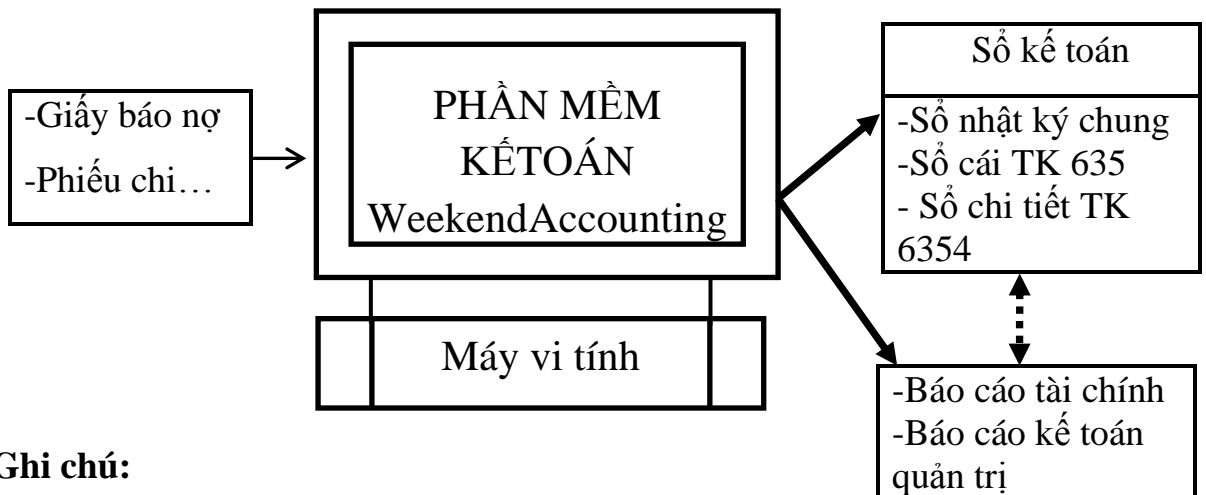 -Giấy báo nợ
-Phiếu chi…
PHẦN MỀM
KẾTOÁN
WeekendAccounting
Máy vi tính
Sổ kế toán
-Sổ nhật ký chung
-Sổ cái TK 635
- Sổ chi tiết TK
6354
-Báo cáo tài chính
-Báo cáo kế toán
quản trị
Ghi chú: